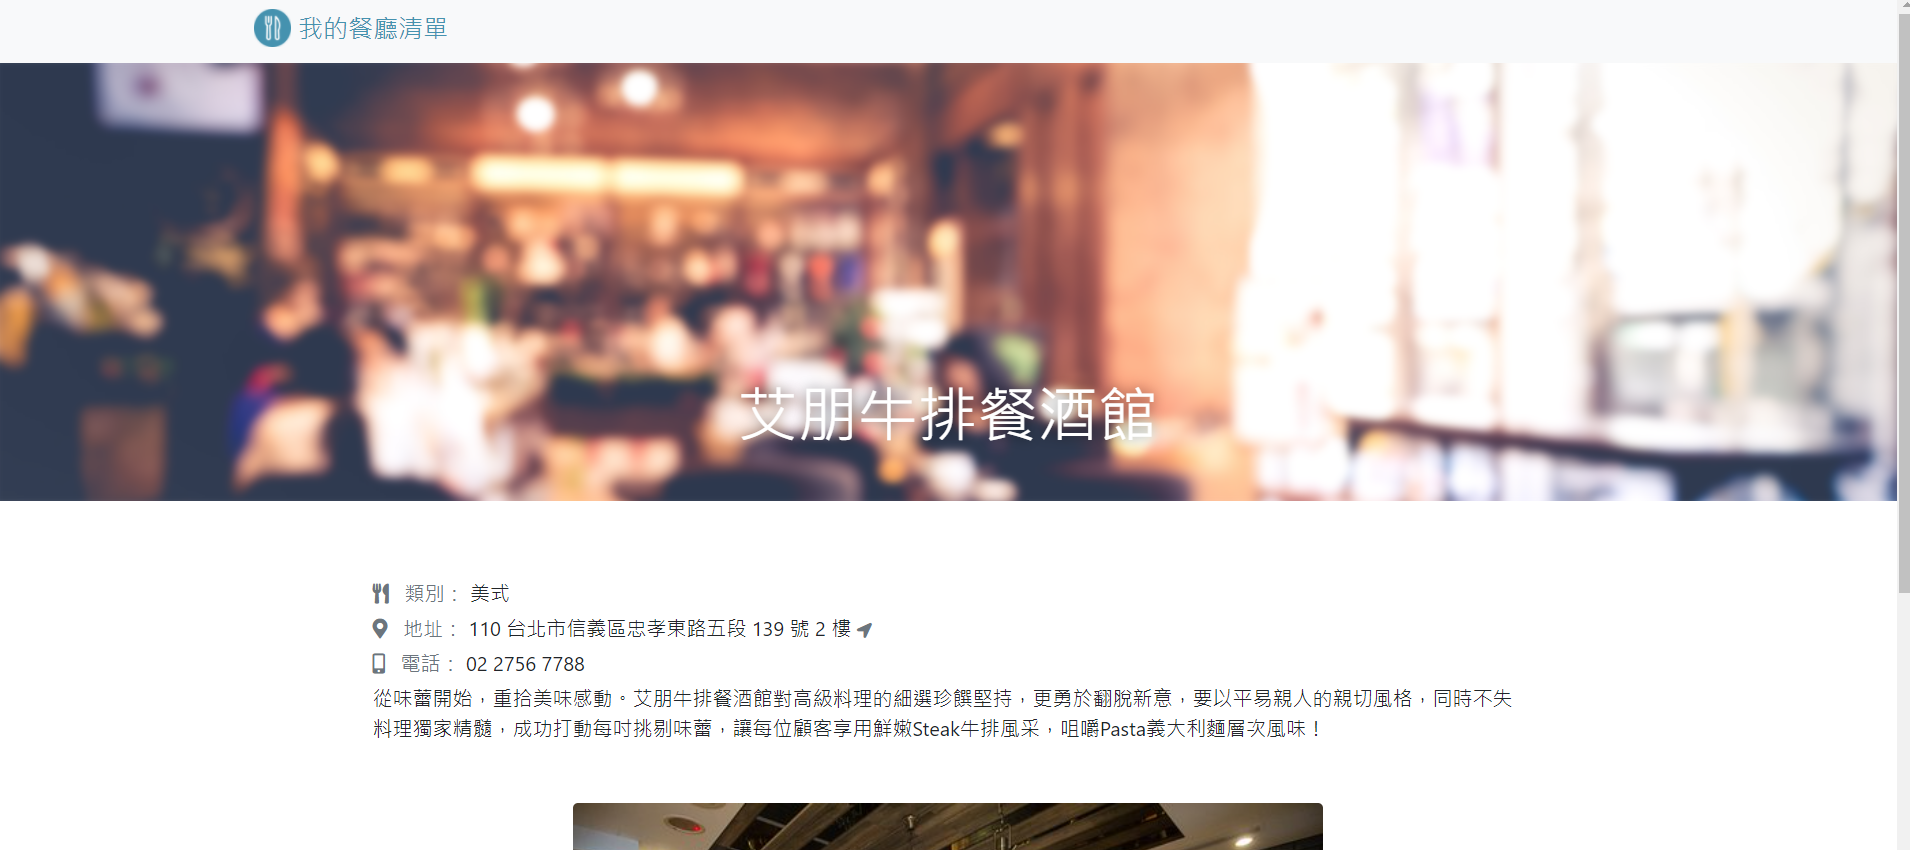 我的餐廳清單
艾朋牛排餐酒館
類別： 美式
地址： 110 台北市信義區忠孝東路五段 139 號 2 樓
電話： 02 2756 7788
從味蕾開始，重拾美味感動。艾朋牛排餐酒館對高級料理的細選珍饌堅持，更勇於翻脫新意，要以平易親人的親切風格，同時不失
料理獨家精髓，成功打動每吋挑剔味蕾，讓每位顧客享用鮮嫩Steak牛排風采，咀嚼Pasta義大利麵層次風味！